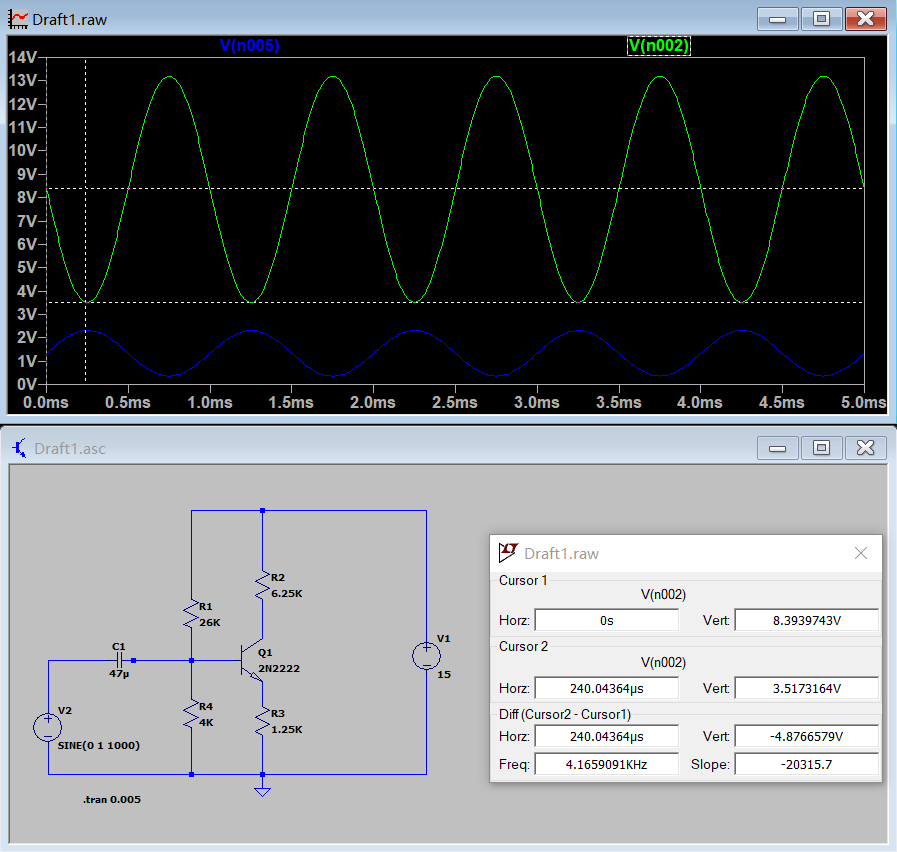 Draft1.raw
V(n005) V(n002)
14V
13V
12V
11V
10V
9V
8V
7V
6V
5V
4V
3V
2V
1V
0V
0.0ms 0.5ms 1.0ms 1.5ms 2.0ms 2.5ms 3.0ms 3.5ms 4.0ms 4.5ms 5.0ms
Draft1.asc
R2
6.25K
R1
26K
Q1
2N2222
C1
47µ
V1
15
V2
SINE(0 1 1000)
R4
4K
R3
1.25K
.tran 0.005
Draft1.raw
Cursor 1
V(n002)
Horz: 0s Vert: 8.3939743V
Cursor 2
V(n002)
Horz: 240.04364µs Vert: 3.5173164V
Diff (Cursor2 - Cursor1)
Horz: 240.04364µs Vert: -4.8766579V
Freq: 4.1659091KHz Slope: -20315.7